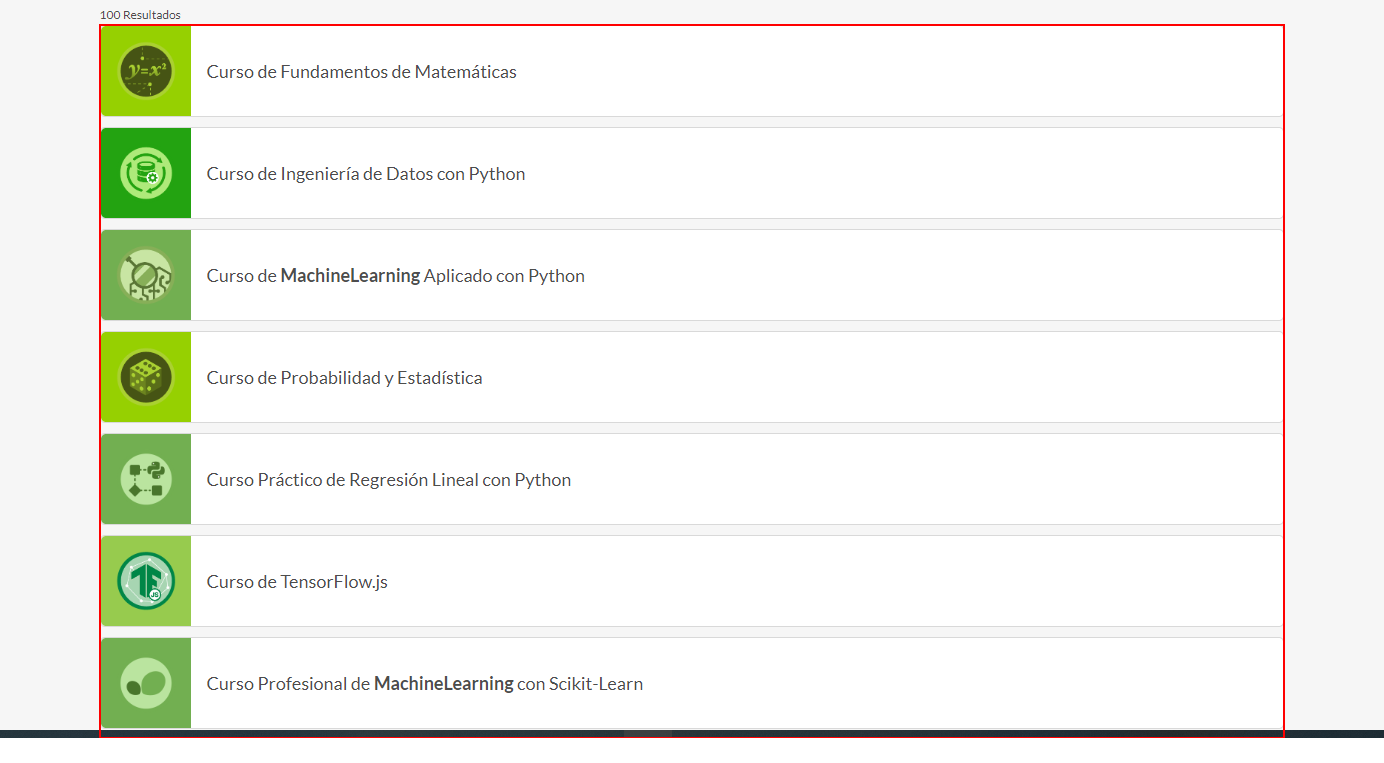 100 Resultados
y=x²
Curso de Fundamentos de Matemáticas
Curso de Ingeniería de Datos con Python
Curso de MachineLearning Aplicado con Python
Curso de Probabilidad y Estadística
Curso Práctico de Regresión Lineal con Python
TF
JS
Curso de TensorFlow.js
Curso Profesional de MachineLearning con Scikit-Learn